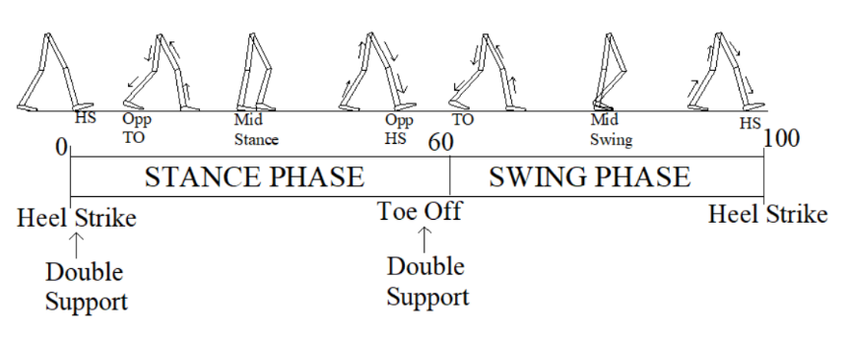 HS
Opp
TO
Mid
Stance
Opp
HS
TO
Mid
Swing
HS
0
60
100
STANCE PHASE
SWING PHASE
Heel Strike
Toe Off
Heel Strike
Double
Support
Double
Support